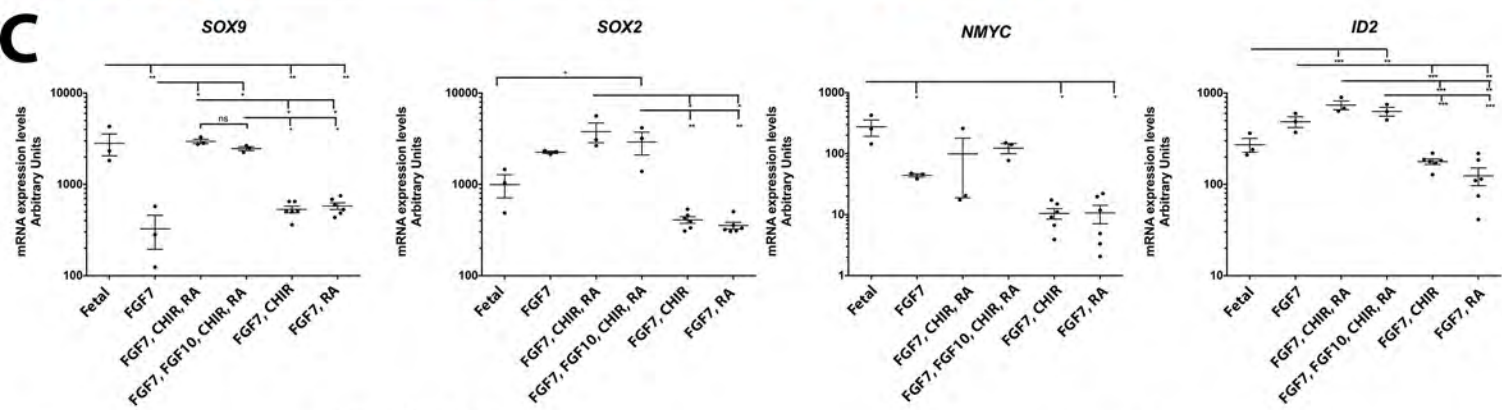 C
SOX9
mRNA expression levels
Arbitrary Units
10000
1000
100
ns
Fetal
FGF7
FGF7, CHIR, RA
FGF7, FGF10, CHIR, RA
FGF7, CHIR
FGF7, RA
SOX2
mRNA expression levels
Arbitrary Units
10000
1000
100
Fetal
FGF7
FGF7, CHIR, RA
FGF7, FGF10, CHIR, RA
FGF7, CHIR
FGF7, RA
NMYC
mRNA expression levels
Arbitrary Units
1000
100
10
1
Fetal
FGF7
FGF7, CHIR, RA
FGF7, FGF10, CHIR, RA
FGF7, CHIR
FGF7, RA
ID2
mRNA expression levels
Arbitrary Units
1000
100
10
Fetal
FGF7
FGF7, CHIR, RA
FGF7, FGF10, CHIR, RA
FGF7, CHIR
FGF7, RA